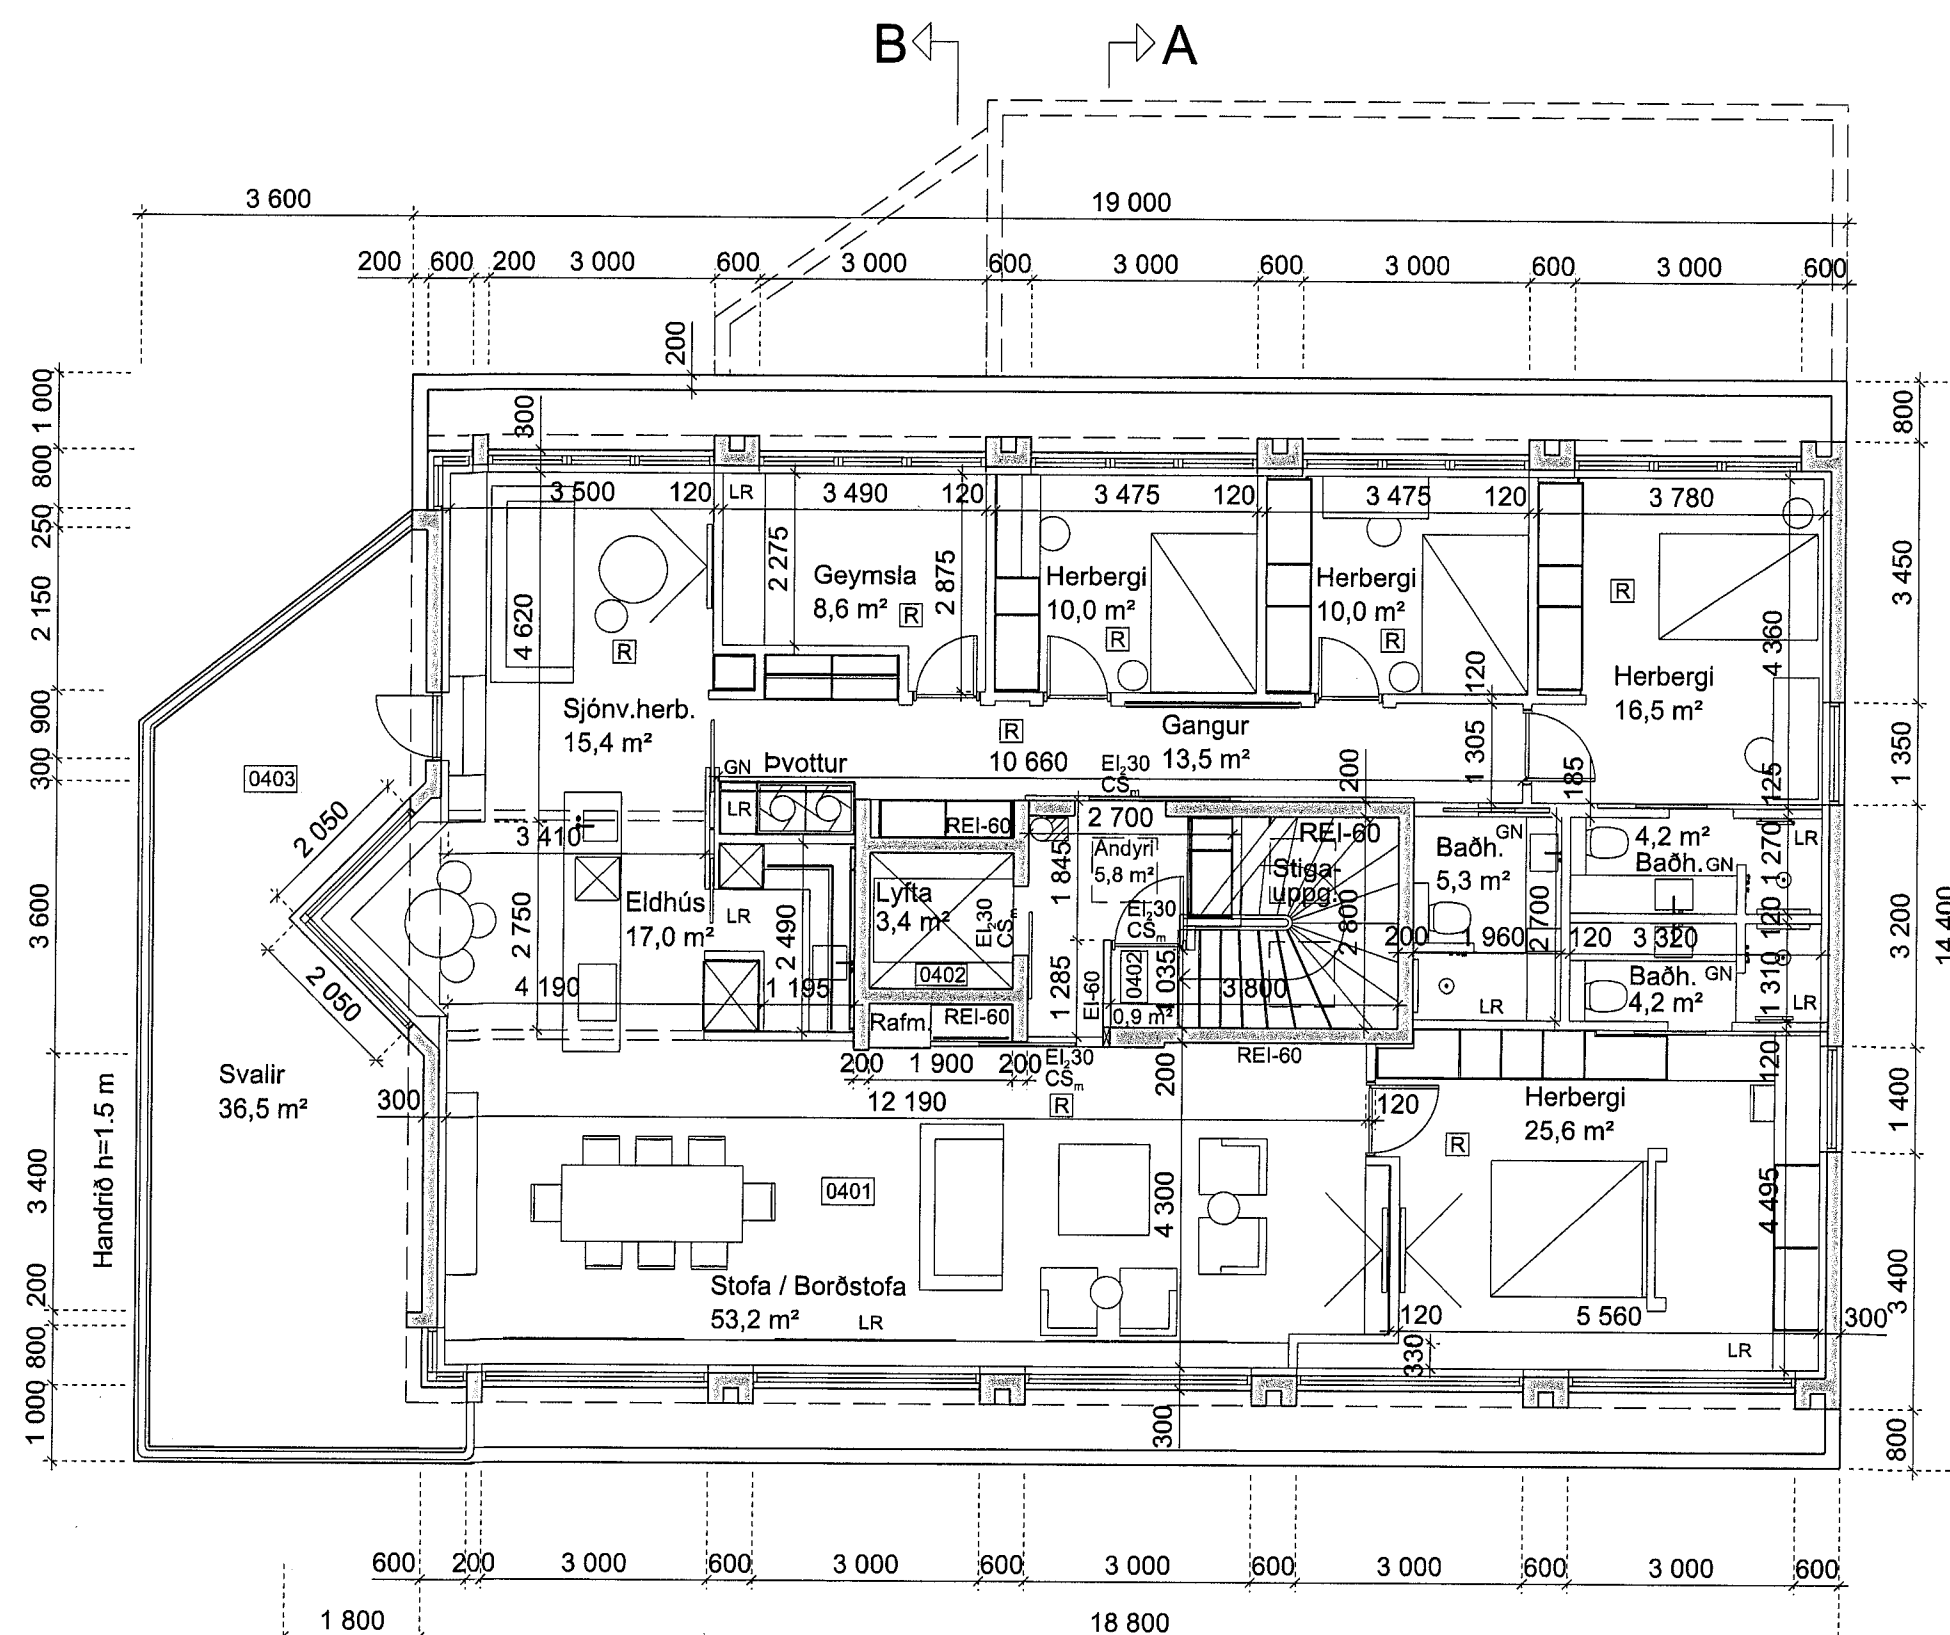 B A
3 600 19 000
200 600 200 3 000 600 3 000 600 3 000 600 3 000 600 3 000 600
200
1 000
800
250
2 150
900
300
3 600
3 400
200
800
1 000
800
3 450
1 350
3 200
14 400
1 400
3 400
800
300
3 500 120 LR 3 490 120 3 475 120 3 475 120 3 780
2 275
2 875
4 620
4 360
Geymsla
8,6 m²
R
Herbergi
10,0 m²
R
Herbergi
10,0 m²
R
R
Herbergi
16,5 m²
R
Sjónv.herb.
15,4 m²
R
Gangur
13,5 m²
120
1 305
185
125
200
10 660
EI₂30
CSₘ
0403
GN Þvottur
LR
2 050
2 050
3 410
2 750
4 190
Eldhús
17,0 m²
LR
2 490
1 195
REI-60
Lyfta
3,4 m²
EI₂30
CSₘ
0402
Rafm.
REI-60
2 700
1 845
Andyri
5,8 m²
EI₂30
CSₘ
1 285
EI-60
0402
1 035
0,9 m²
REI-60
Stiga-
uppg.
2 800
3 800
REI-60
Baðh.
5,3 m²
GN
2 700
200 1 960 120 3 320
LR
4,2 m²
Baðh. GN
LR
1 270
120
1 310
Baðh. GN
4,2 m²
LR
120
200 1 900 200
EI₂30
CSₘ
R
200
300 12 190 120
Svalir
36,5 m²
Handrið h=1.5 m
Herbergi
25,6 m²
R
0401
4 300
4 495
Stofa / Borðstofa
53,2 m²
LR
120 5 560 300
330
LR
300
600 200 3 000 600 3 000 600 3 000 600 3 000 600 3 000 600
1 800 18 800